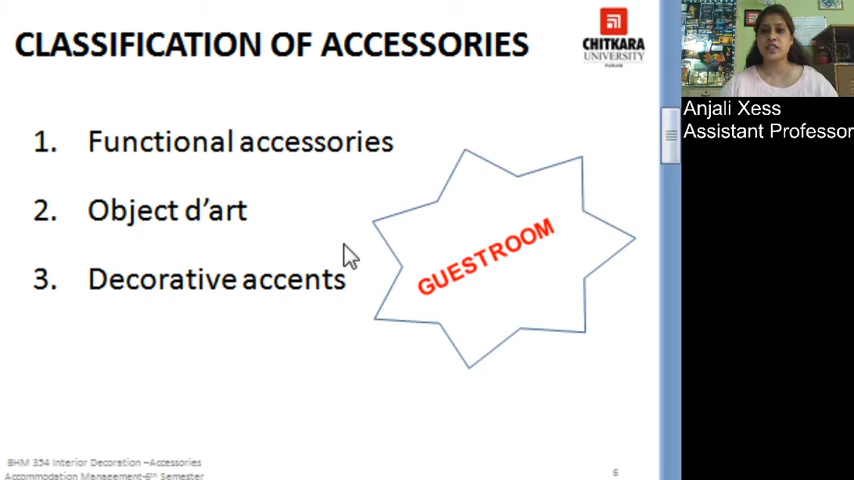 CLASSIFICATION OF ACCESSORIES
CHITKARA
UNIVERSITY
Anjali Xess
Assistant Professor
1. Functional accessories
2. Object d’art
3. Decorative accents
GUESTROOM
BHM 354 Interior Decoration –Accessories
Accommodation Management-6th Semester
6